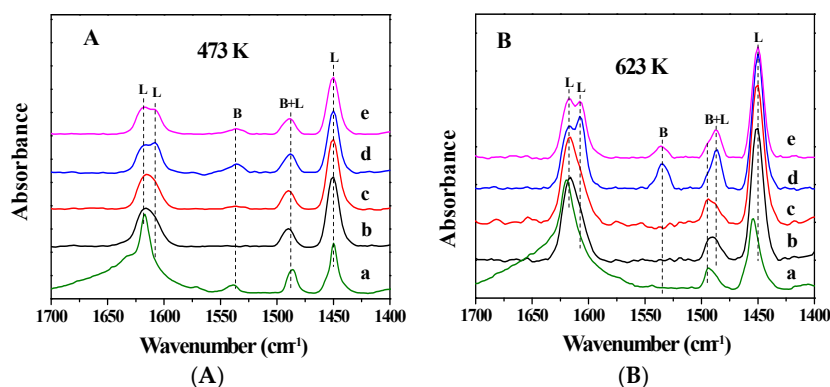 A
473 K
L
L
L
B
B+L
e
d
c
b
a
Absorbance
1700 1650 1600 1550 1500 1450 1400
Wavenumber (cm⁻¹)
(A)
B
623 K
L
L
L
B
B+L
e
d
c
b
a
Absorbance
1700 1650 1600 1550 1500 1450 1400
Wavenumber (cm⁻¹)
(B)